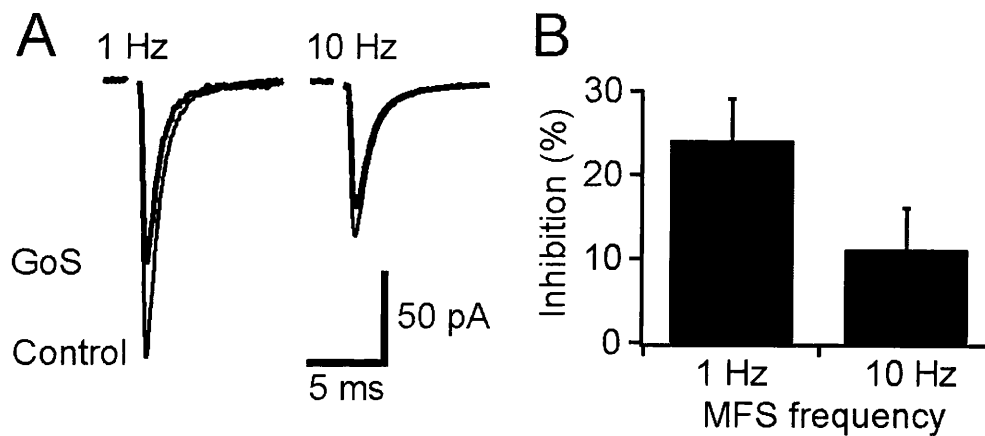 A
1 Hz
10 Hz
GoS
Control
50 pA
5 ms
B
Inhibition (%)
30
20
10
0
1 Hz
10 Hz
MFS frequency